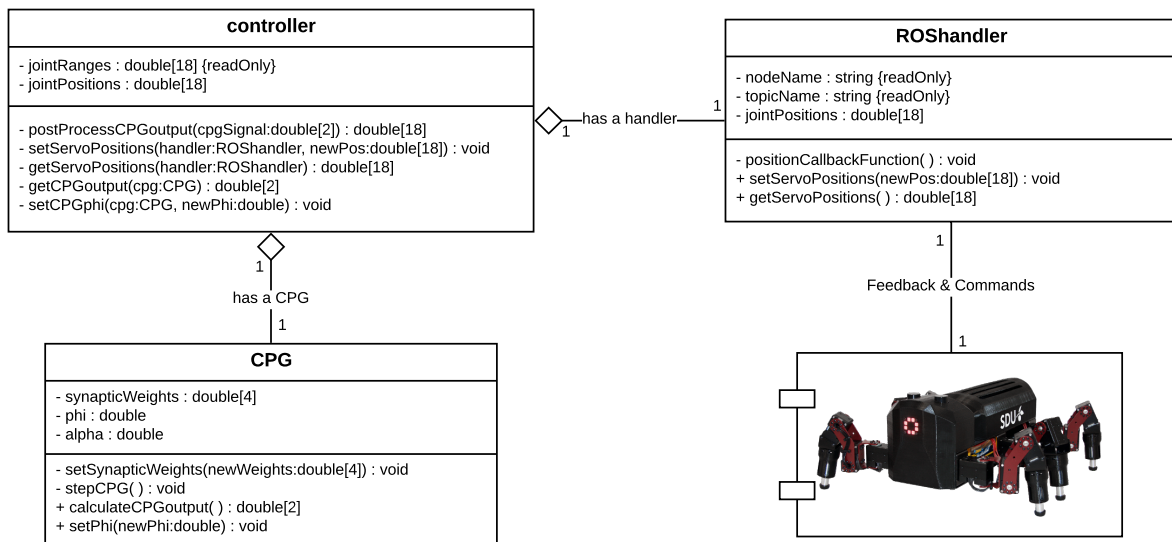 controller
- jointRanges : double[18] {readOnly}
- jointPositions : double[18]
- postProcessCPGoutput(cpgSignal:double[2]) : double[18]
- setServoPositions(handler:ROShandler, newPos:double[18]) : void
- getServoPositions(handler:ROShandler) : double[18]
- getCPGoutput(cpg:CPG) : double[2]
- setCPGphi(cpg:CPG, newPhi:double) : void
1
has a handler
1
ROShandler
- nodeName : string {readOnly}
- topicName : string {readOnly}
- jointPositions : double[18]
- positionCallbackFunction( ) : void
+ setServoPositions(newPos:double[18]) : void
+ getServoPositions( ) : double[18]
1
has a CPG
1
CPG
- synapticWeights : double[4]
- phi : double
- alpha : double
- setSynapticWeights(newWeights:double[4]) : void
- stepCPG( ) : void
+ calculateCPGoutput( ) : double[2]
+ setPhi(newPhi:double) : void
1
Feedback & Commands
1
SDU